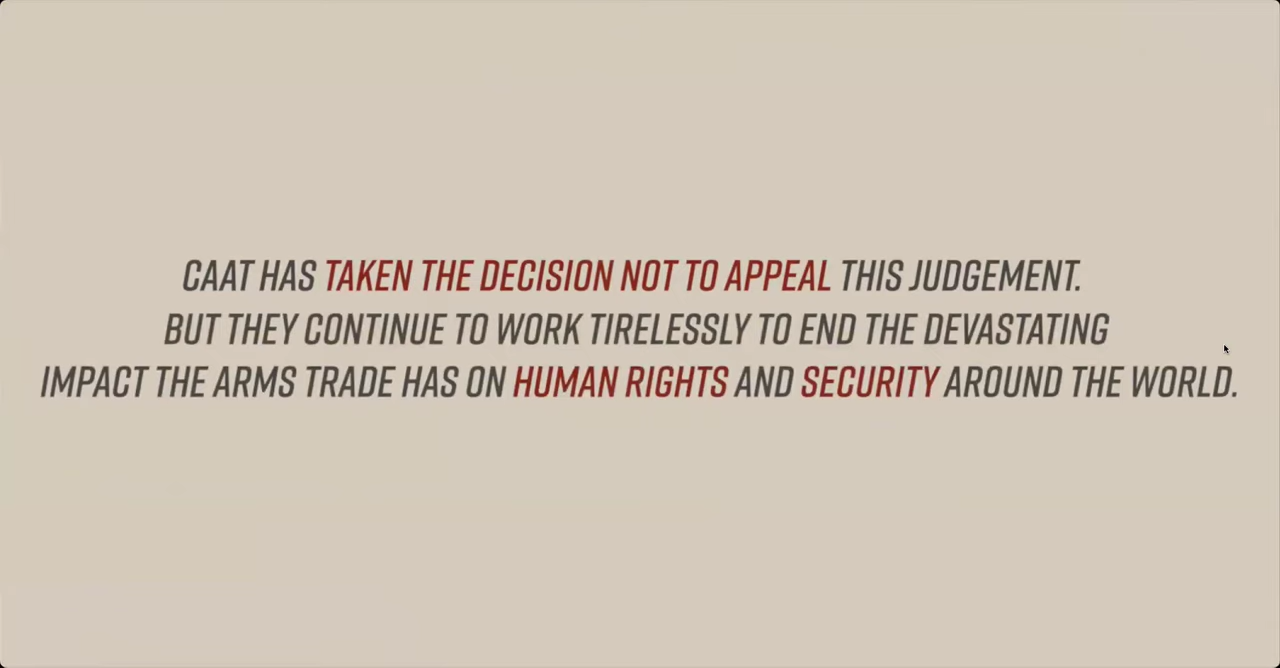 CAAT HAS TAKEN THE DECISION NOT TO APPEAL THIS JUDGEMENT.
BUT THEY CONTINUE TO WORK TIRELESSLY TO END THE DEVASTATING
IMPACT THE ARMS TRADE HAS ON HUMAN RIGHTS AND SECURITY AROUND THE WORLD.